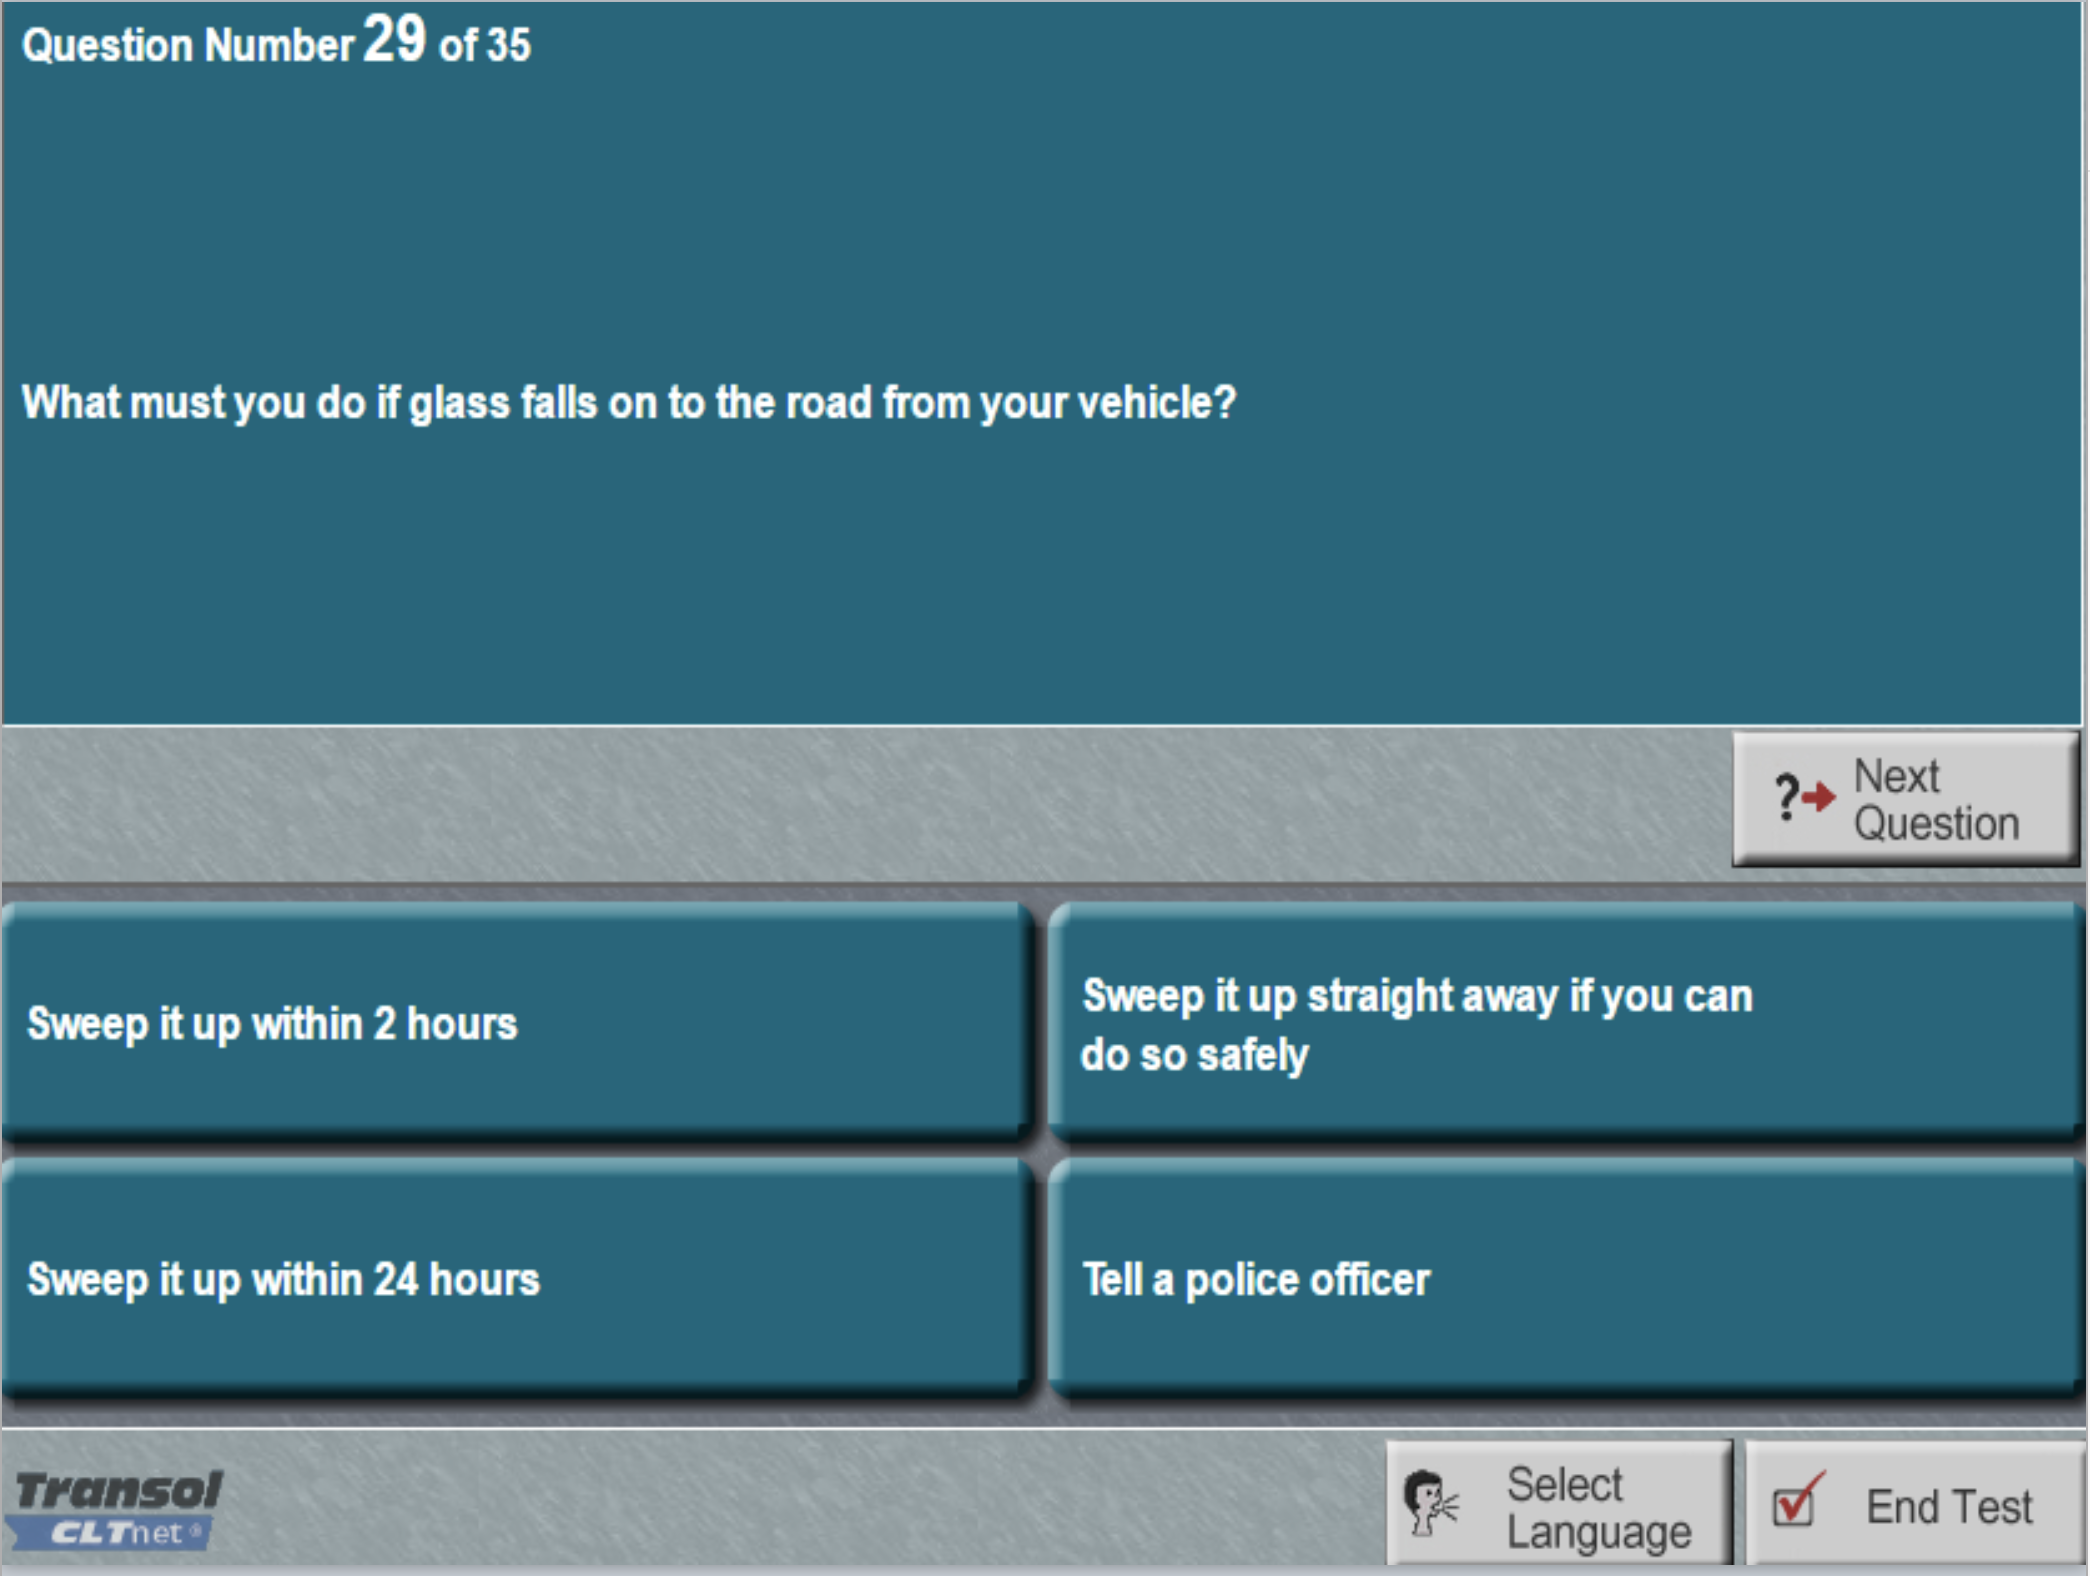 Question Number 29 of 35
What must you do if glass falls on to the road from your vehicle?
?
Next
Question
Sweep it up within 2 hours
Sweep it up straight away if you can
do so safely
Sweep it up within 24 hours
Tell a police officer
Transol
CLTnet ®
Select
Language
End Test